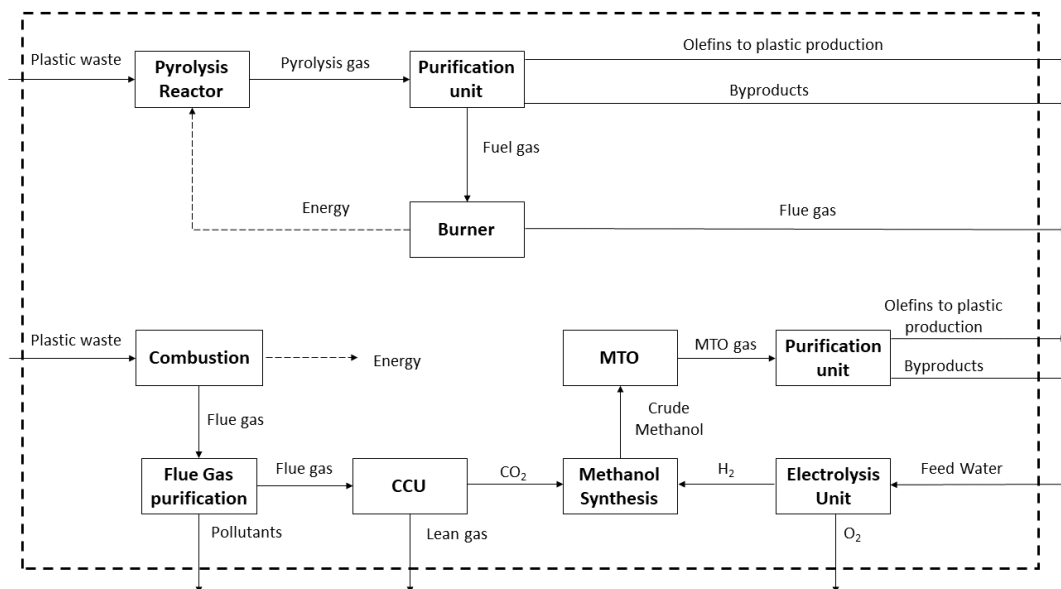 Plastic waste
Pyrolysis
Reactor
Pyrolysis gas
Purification
unit
Olefins to plastic production
Byproducts
Fuel gas
Energy
Burner
Flue gas
Plastic waste
Combustion
Energy
MTO
MTO gas
Purification
unit
Olefins to plastic
production
Byproducts
Flue gas
Crude
Methanol
Flue Gas
purification
Flue gas
CCU
CO₂
Methanol
Synthesis
H₂
Electrolysis
Unit
Feed Water
Pollutants
Lean gas
O₂